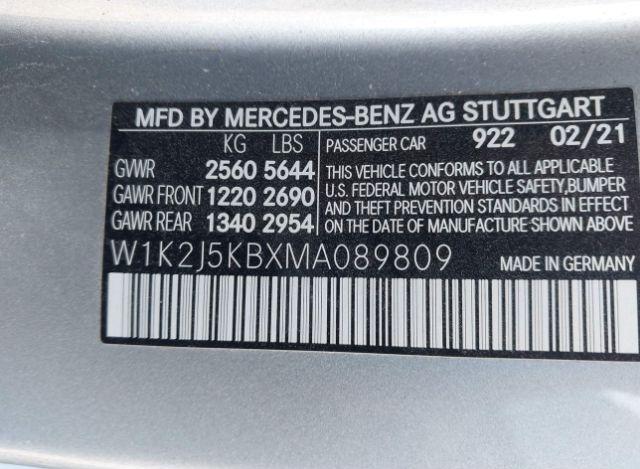 MFD BY MERCEDES-BENZ AG STUTTGART
KG LBS
GVWR 2560 5644
GAWR FRONT 1220 2690
GAWR REAR 1340 2954
PASSENGER CAR 922 02/21
THIS VEHICLE CONFORMS TO ALL APPLICABLE
U.S. FEDERAL MOTOR VEHICLE SAFETY,BUMPER
AND THEFT PREVENTION STANDARDS IN EFFECT
ON THE DATE OF MANUFACTURE SHOWN ABOVE
W1K2J5KBXMA089809 MADE IN GERMANY